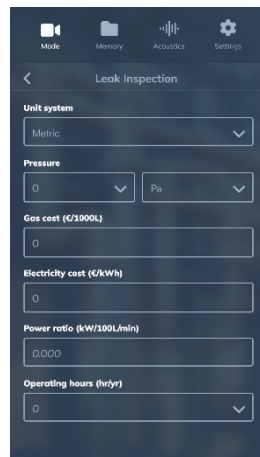 Mode Memory Acoustics Settings
Leak Inspection
Unit system
Metric
Pressure
0 Pa
Gas cost (€/1000L)
0
Electricity cost (€/kWh)
0
Power ratio (kW/100L/min)
0.000
Operating hours (hr/yr)
0